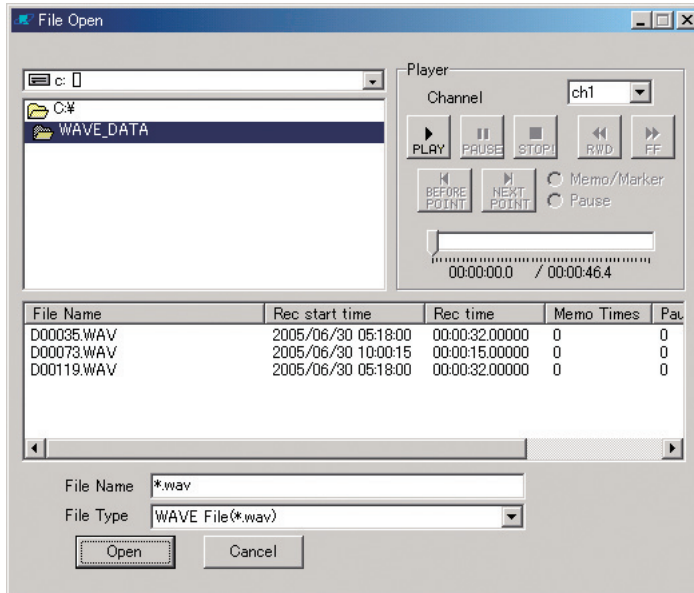 File Open
c: []
C:¥
WAVE_DATA
Player
Channel ch1
PLAY PAUSE STOP! RWD FF
BEFORE POINT NEXT POINT
Memo/Marker
Pause
00:00:00.0 / 00:00:46.4
File Name Rec start time Rec time Memo Times Pau
D00035.WAV 2005/06/30 05:18:00 00:00:32.00000 0 0
D00073.WAV 2005/06/30 10:00:15 00:00:15.00000 0 0
D00119.WAV 2005/06/30 05:18:00 00:00:32.00000 0 0
File Name *.wav
File Type WAVE File(*.wav)
Open Cancel